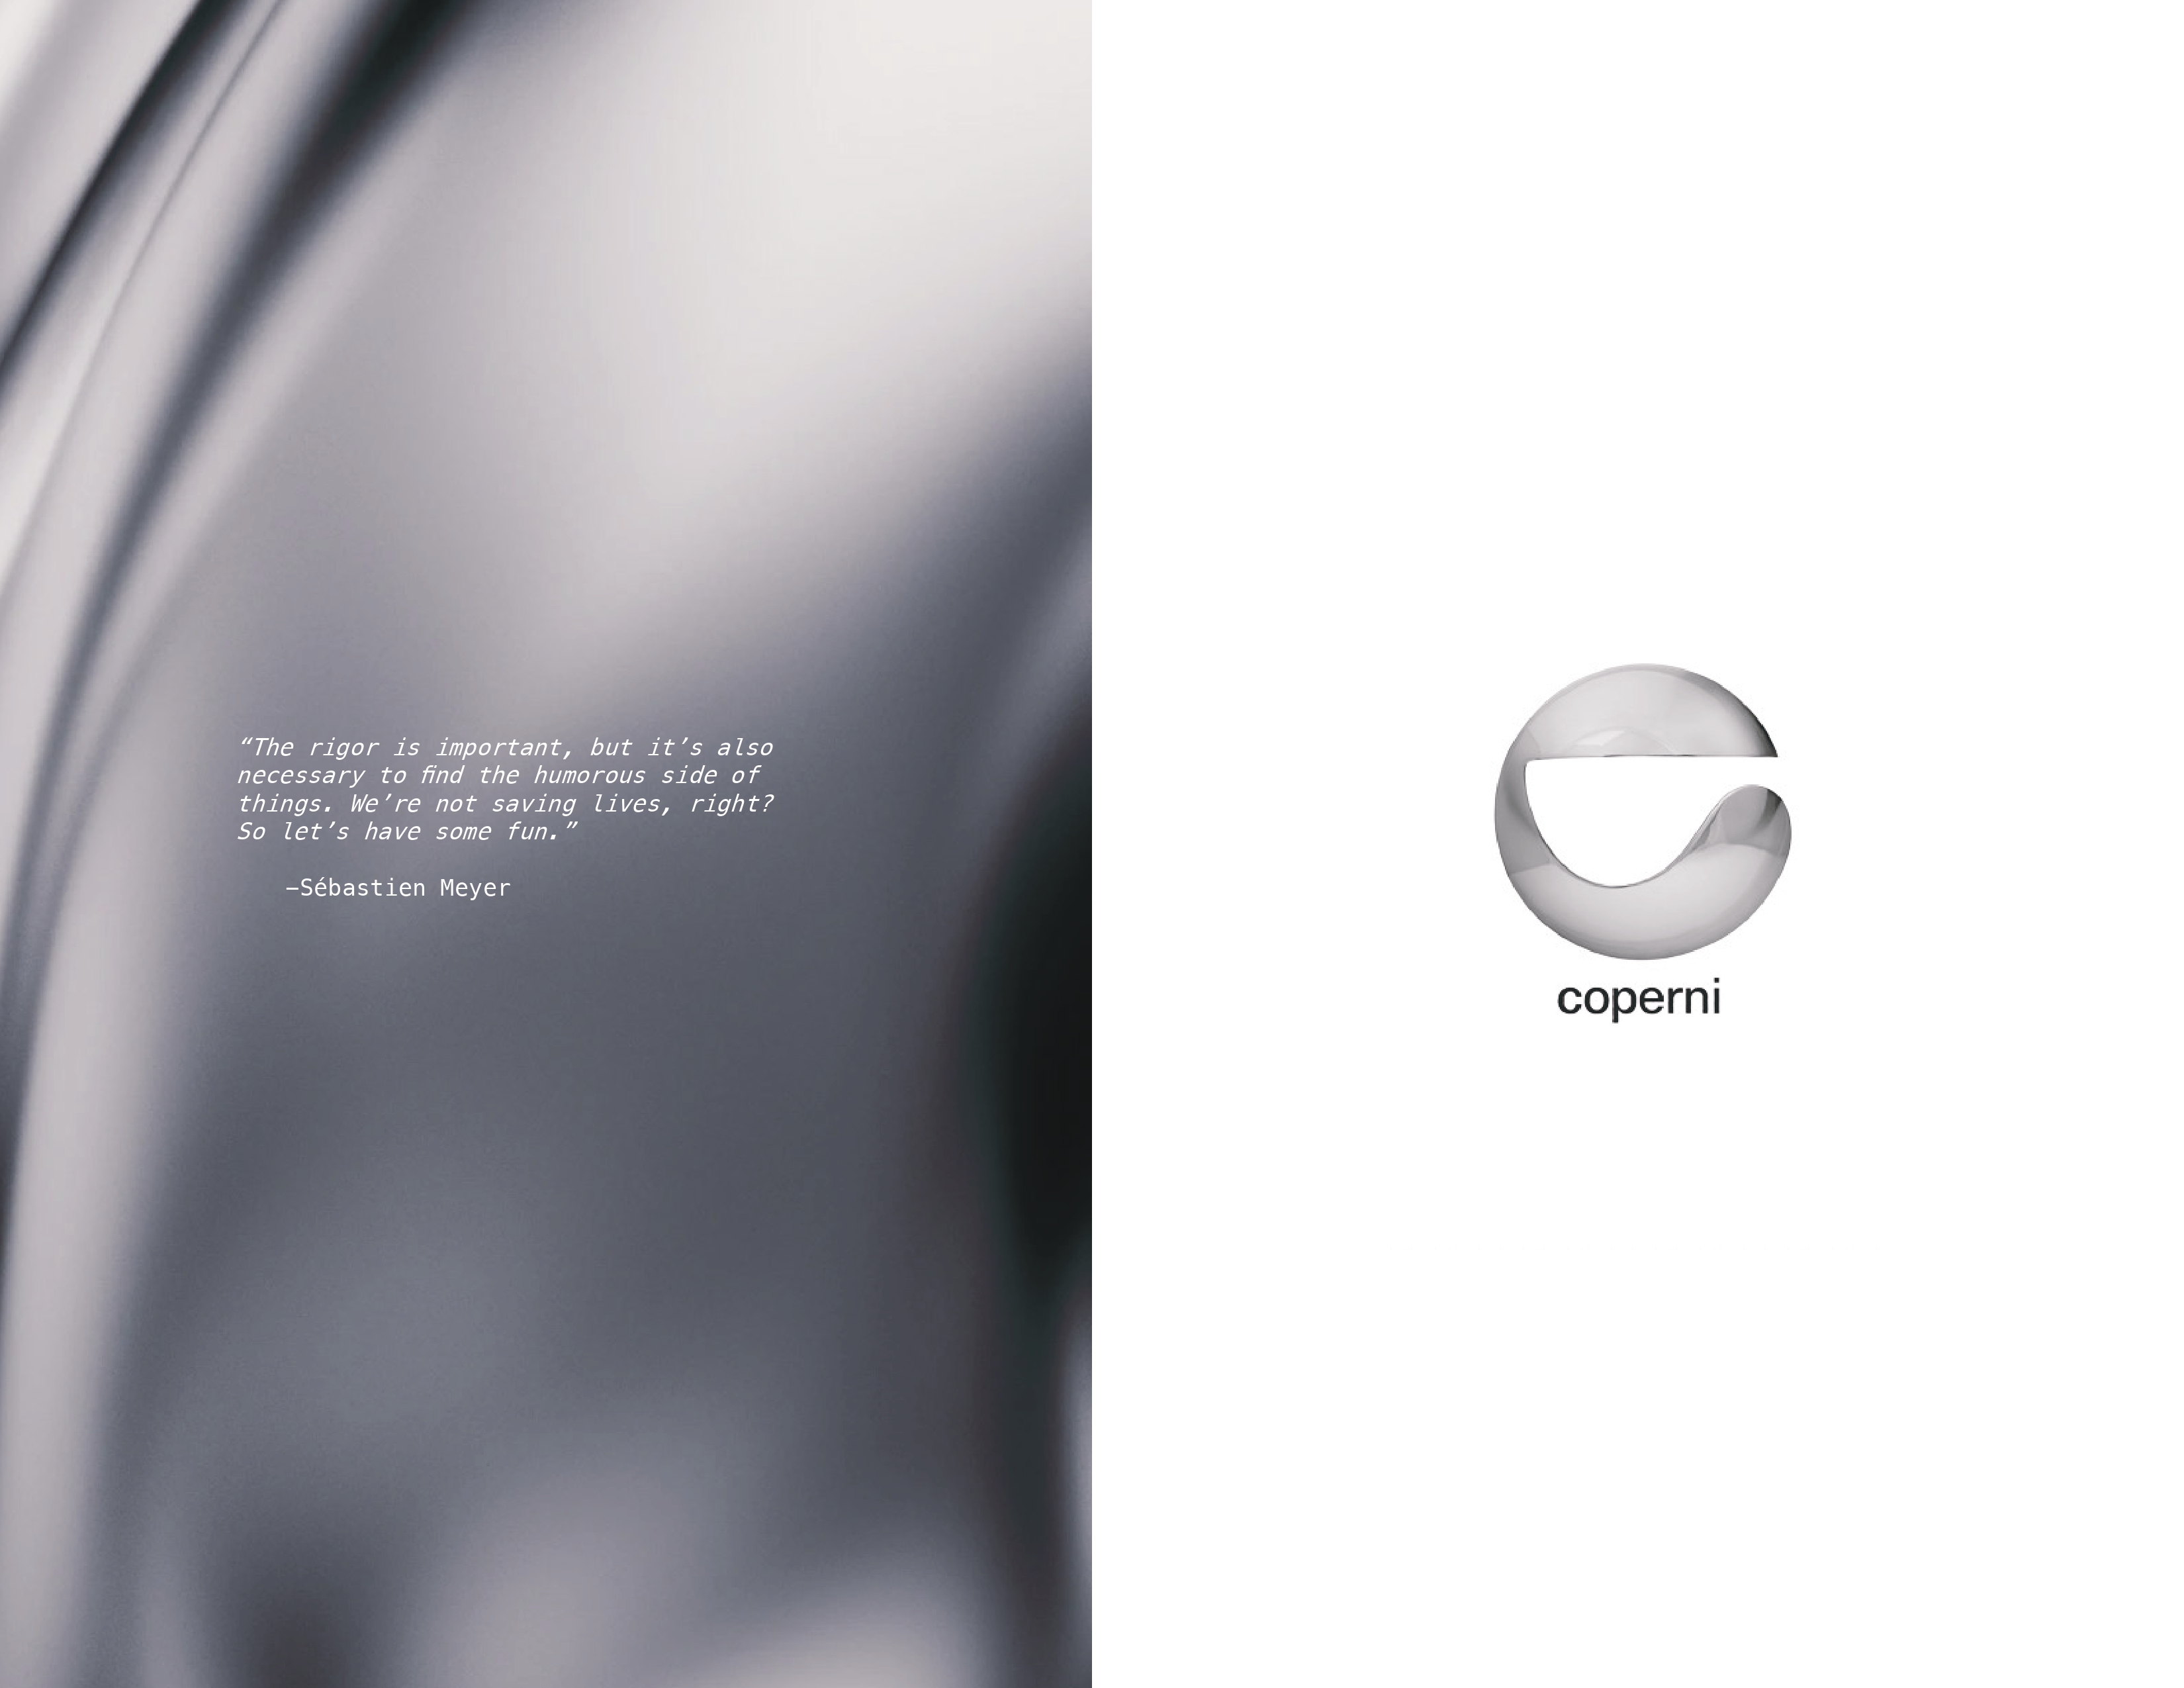 “The rigor is important, but it’s also
necessary to find the humorous side of
things. We’re not saving lives, right?
So let’s have some fun.”
–Sébastien Meyer
coperni